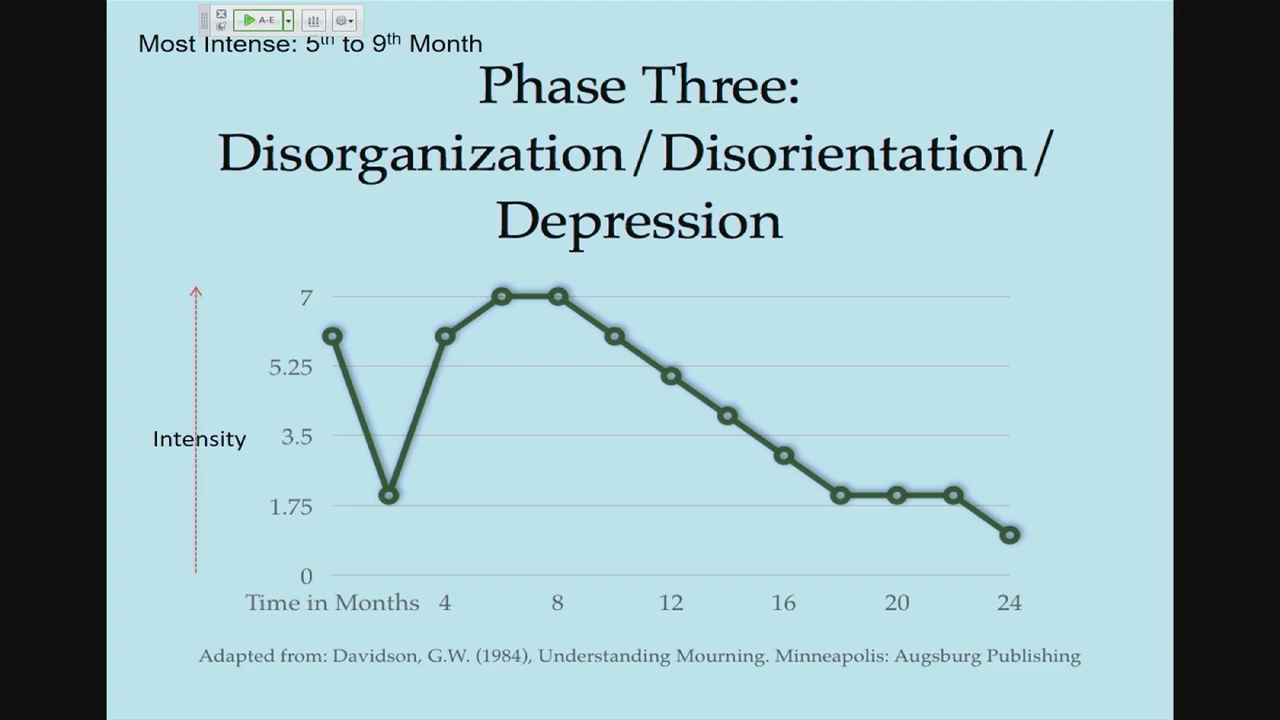 A-E
Most Intense: 5th to 9th Month
Phase Three:
Disorganization/Disorientation/
Depression
7
5.25
Intensity
3.5
1.75
0
Time in Months 4 8 12 16 20 24
Adapted from: Davidson, G.W. (1984), Understanding Mourning. Minneapolis: Augsburg Publishing